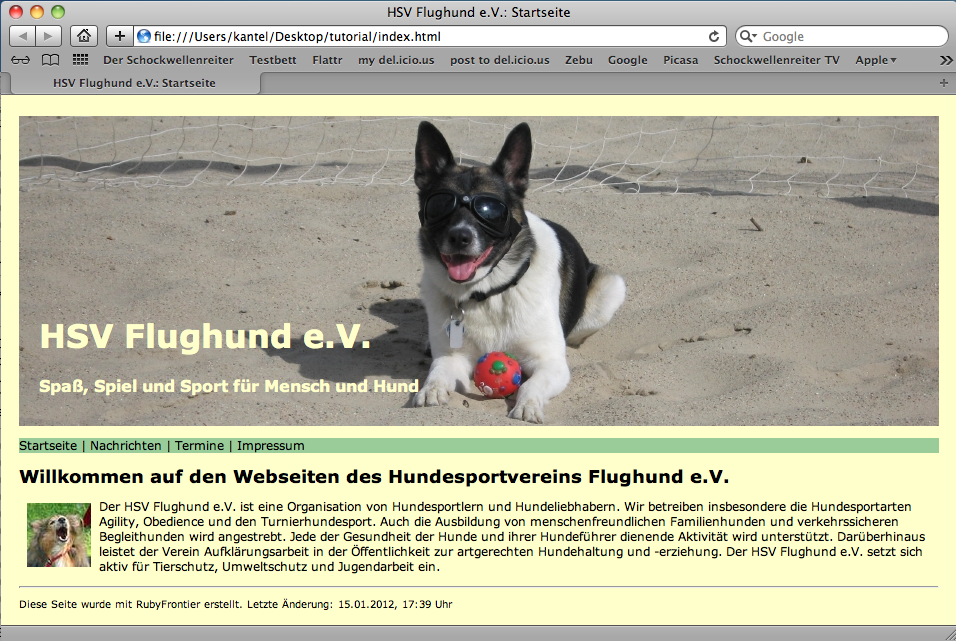 HSV Flughund e.V.: Startseite
file:///Users/kantel/Desktop/tutorial/index.html
Google
Der Schockwellenreiter Testbett Flattr my del.icio.us post to del.icio.us Zebu Google Picasa Schockwellenreiter TV Apple
HSV Flughund e.V.: Startseite
HSV Flughund e.V.
Spaß, Spiel und Sport für Mensch und Hund
Startseite | Nachrichten | Termine | Impressum
Willkommen auf den Webseiten des Hundesportvereins Flughund e.V.
Der HSV Flughund e.V. ist eine Organisation von Hundesportlern und Hundeliebhabern. Wir betreiben insbesondere die Hundesportarten
Agility, Obedience und den Turnierhundesport. Auch die Ausbildung von menschenfreundlichen Familienhunden und verkehrssicheren
Begleithunden wird angestrebt. Jede der Gesundheit der Hunde und ihrer Hundeführer dienende Aktivität wird unterstützt. Darüberhinaus
leistet der Verein Aufklärungsarbeit in der Öffentlichkeit zur artgerechten Hundehaltung und -erziehung. Der HSV Flughund e.V. setzt sich
aktiv für Tierschutz, Umweltschutz und Jugendarbeit ein.
Diese Seite wurde mit RubyFrontier erstellt. Letzte Änderung: 15.01.2012, 17:39 Uhr